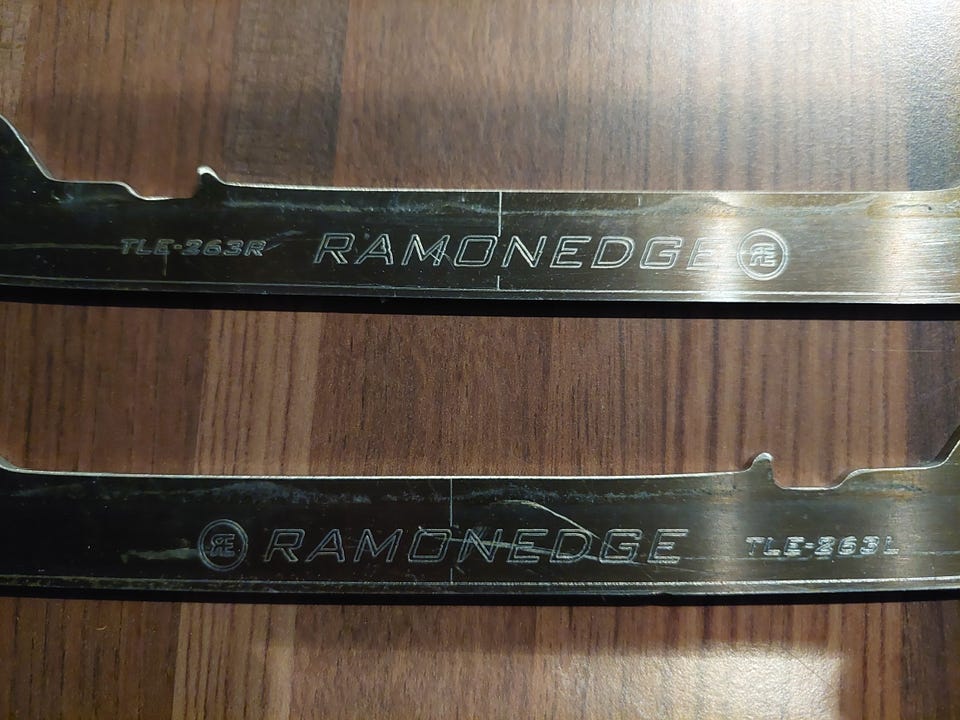 TLE-263R RAMONEDGE RE
RE RAMONEDGE TLE-263L